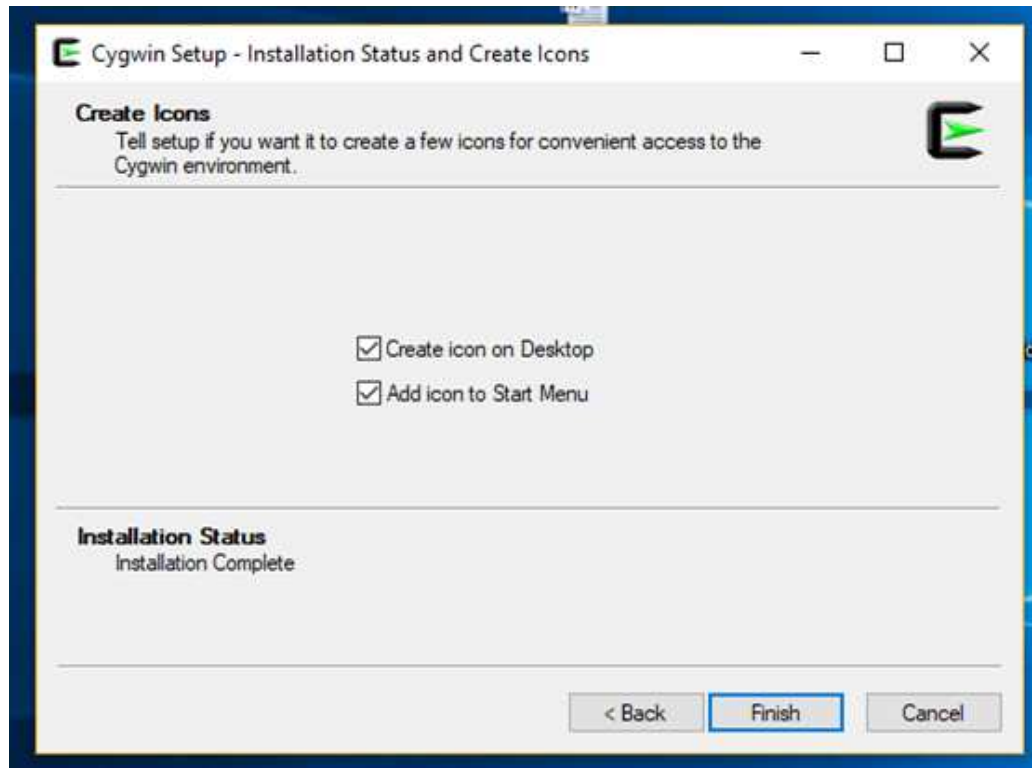 Cygwin Setup - Installation Status and Create Icons
Create Icons
Tell setup if you want it to create a few icons for convenient access to the
Cygwin environment.
Create icon on Desktop
Add icon to Start Menu
Installation Status
Installation Complete
< Back Finish Cancel